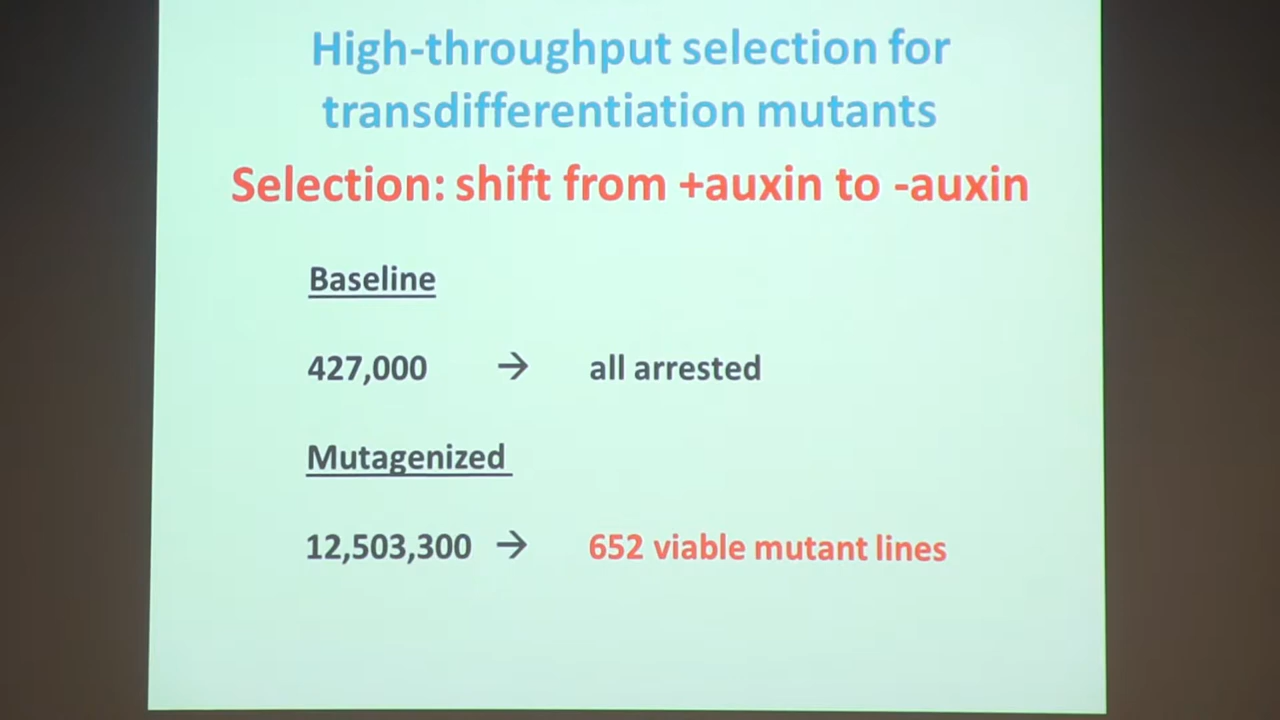 High-throughput selection for
transdifferentiation mutants
Selection: shift from +auxin to -auxin
Baseline
427,000 → all arrested
Mutagenized
12,503,300 → 652 viable mutant lines